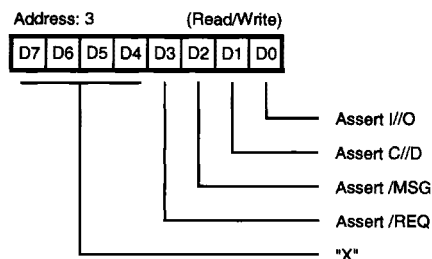 Address: 3 (Read/Write)
D7 D6 D5 D4 D3 D2 D1 D0
Assert I//O
Assert C//D
Assert /MSG
Assert /REQ
"X"